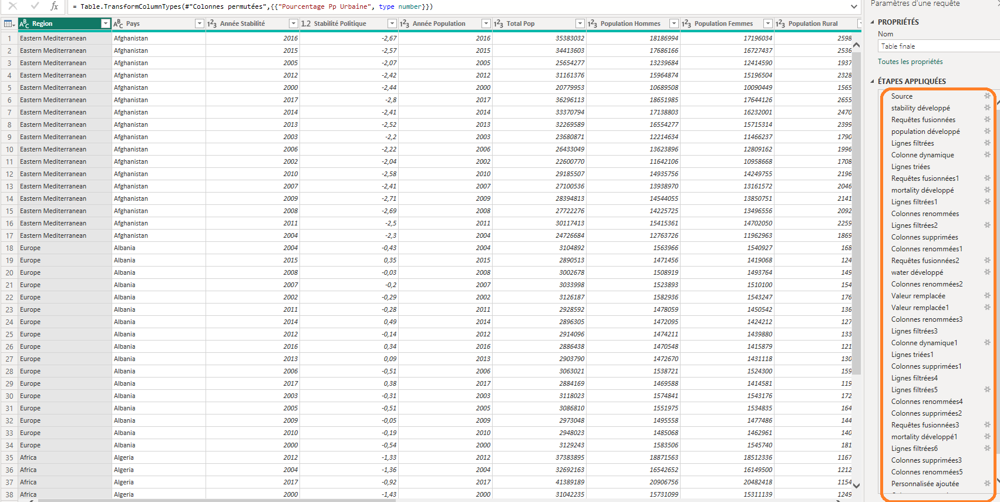 = Table.TransformColumnTypes(#"Colonnes permutées",{{"Pourcentage Pp Urbaine", type number}})
Region Pays Année Stabilité 1.2 Stabilité Politique Année Population Total Pop Population Hommes Population Femmes Population Rural
1 Eastern Mediterranean Afghanistan 2016 -2,67 2016 35383032 18186994 17196034 2598
2 Eastern Mediterranean Afghanistan 2015 -2,57 2015 34413603 17686166 16727437 2536
3 Eastern Mediterranean Afghanistan 2005 -2,07 2005 25654277 13239684 12414590 1937
4 Eastern Mediterranean Afghanistan 2012 -2,42 2012 31161376 15964874 15196504 2328
5 Eastern Mediterranean Afghanistan 2000 -2,44 2000 20779953 10689508 10090449 1565
6 Eastern Mediterranean Afghanistan 2017 -2,8 2017 36296113 18651985 17644126 2655
7 Eastern Mediterranean Afghanistan 2014 -2,41 2014 33370794 17138803 16232001 2470
8 Eastern Mediterranean Afghanistan 2013 -2,52 2013 32269589 16554277 15715314 2399
9 Eastern Mediterranean Afghanistan 2003 -2,2 2003 23680871 12214634 11466237 1790
10 Eastern Mediterranean Afghanistan 2006 -2,22 2006 26433049 13623896 12809162 1996
11 Eastern Mediterranean Afghanistan 2002 -2,04 2002 22600770 11642106 10958668 1708
12 Eastern Mediterranean Afghanistan 2010 -2,58 2010 29185507 14935756 14249755 2196
13 Eastern Mediterranean Afghanistan 2007 -2,41 2007 27100536 13938970 13161572 2046
14 Eastern Mediterranean Afghanistan 2009 -2,71 2009 28394813 14544055 13850751 2141
15 Eastern Mediterranean Afghanistan 2008 -2,69 2008 27722276 14225725 13496556 2092
16 Eastern Mediterranean Afghanistan 2011 -2,5 2011 30117413 15415361 14702050 2259
17 Eastern Mediterranean Afghanistan 2004 -2,3 2004 24726684 12763726 11962963 1869
18 Europe Albania 2004 -0,43 2004 3104892 1563966 1540927 168
19 Europe Albania 2015 0,35 2015 2890513 1471456 1419068 124
20 Europe Albania 2008 -0,03 2008 3002678 1508919 1493764 149
21 Europe Albania 2007 -0,2 2007 3033998 1523893 1510100 154
22 Europe Albania 2002 -0,29 2002 3126187 1582936 1543247 176
23 Europe Albania 2011 -0,28 2011 2928592 1478059 1450542 136
24 Europe Albania 2014 0,49 2014 2896305 1472095 1424212 127
25 Europe Albania 2012 -0,14 2012 2914096 1474211 1439880 133
26 Europe Albania 2016 0,34 2016 2886438 1470548 1415879 121
27 Europe Albania 2013 0,09 2013 2903790 1472670 1431118 130
28 Europe Albania 2006 -0,51 2006 3063021 1538721 1524300 159
29 Europe Albania 2017 0,38 2017 2884169 1469588 1414581 119
30 Europe Albania 2003 -0,31 2003 3118023 1574841 1543176 172
31 Europe Albania 2005 -0,51 2005 3086810 1551975 1534835 164
32 Europe Albania 2009 -0,05 2009 2973048 1495558 1477486 144
33 Europe Albania 2010 -0,19 2010 2948023 1485068 1462961 140
34 Europe Albania 2000 -0,54 2000 3129243 1583506 1545740 181
35 Africa Algeria 2012 -1,33 2012 37383895 18871563 18512336 1167
36 Africa Algeria 2004 -1,36 2004 32692163 16542652 16149500 1212
37 Africa Algeria 2017 -0,92 2017 41389189 20906756 20482418 1154
38 Africa Algeria 2000 -1,43 2000 31042235 15731099 15311139 1249
Paramètres d'une requête
PROPRIÉTÉS
Nom
Table finale
Toutes les propriétés
ÉTAPES APPLIQUÉES
Source
stability développé
Requêtes fusionnées
population développé
Lignes filtrées
Colonne dynamique
Lignes triées
Requêtes fusionnées1
mortality développé
Lignes filtrées1
Colonnes renommées
Lignes filtrées2
Colonnes supprimées
Colonnes renommées1
Requêtes fusionnées2
water développé
Colonnes renommées2
Valeur remplacée
Valeur remplacée1
Colonnes renommées3
Lignes filtrées3
Colonne dynamique1
Lignes triées1
Colonnes supprimées1
Lignes filtrées4
Lignes filtrées5
Colonnes renommées4
Colonnes supprimées2
Requêtes fusionnées3
mortality développé1
Lignes filtrées6
Colonnes supprimées3
Colonnes renommées5
Personnalisée ajoutée